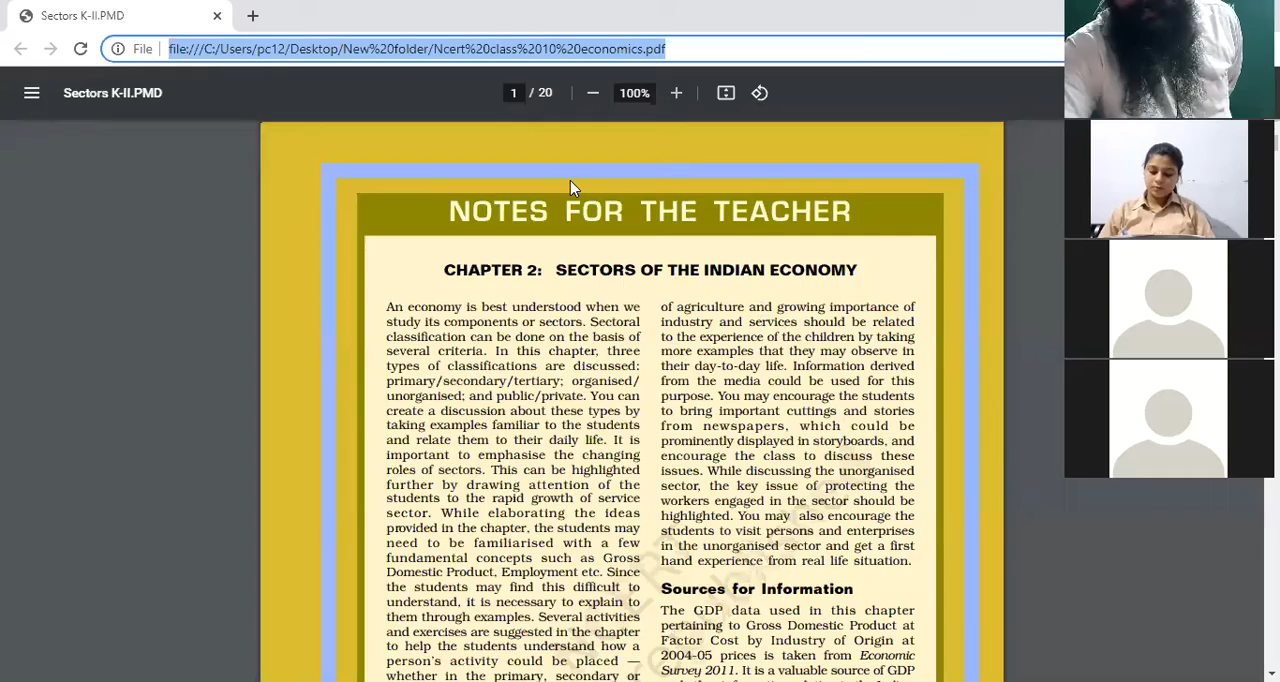 Sectors K-II.PMD
File
file:///C:/Users/pc12/Desktop/New%20folder/Ncert%20class%2010%20economics.pdf
Sectors K-II.PMD
1 / 20
100%
NOTES FOR THE TEACHER
CHAPTER 2: SECTORS OF THE INDIAN ECONOMY
An economy is best understood when we
study its components or sectors. Sectoral
classification can be done on the basis of
several criteria. In this chapter, three
types of classifications are discussed:
primary/secondary/tertiary; organised/
unorganised; and public/private. You can
create a discussion about these types by
taking examples familiar to the students
and relate them to their daily life. It is
important to emphasise the changing
roles of sectors. This can be highlighted
further by drawing attention of the
students to the rapid growth of service
sector. While elaborating the ideas
provided in the chapter, the students may
need to be familiarised with a few
fundamental concepts such as Gross
Domestic Product, Employment etc. Since
the students may find this difficult to
understand, it is necessary to explain to
them through examples. Several activities
and exercises are suggested in the chapter
to help the students understand how a
person's activity could be placed —
whether in the primary, secondary or
of agriculture and growing importance of
industry and services should be related
to the experience of the children by taking
more examples that they may observe in
their day-to-day life. Information derived
from the media could be used for this
purpose. You may encourage the students
to bring important cuttings and stories
from newspapers, which could be
prominently displayed in storyboards, and
encourage the class to discuss these
issues. While discussing the unorganised
sector, the key issue of protecting the
workers engaged in the sector should be
highlighted. You may also encourage the
students to visit persons and enterprises
in the unorganised sector and get a first
hand experience from real life situation.
Sources for Information
The GDP data used in this chapter
pertaining to Gross Domestic Product at
Factor Cost by Industry of Origin at
2004-05 prices is taken from Economic
Survey 2011. It is a valuable source of GDP